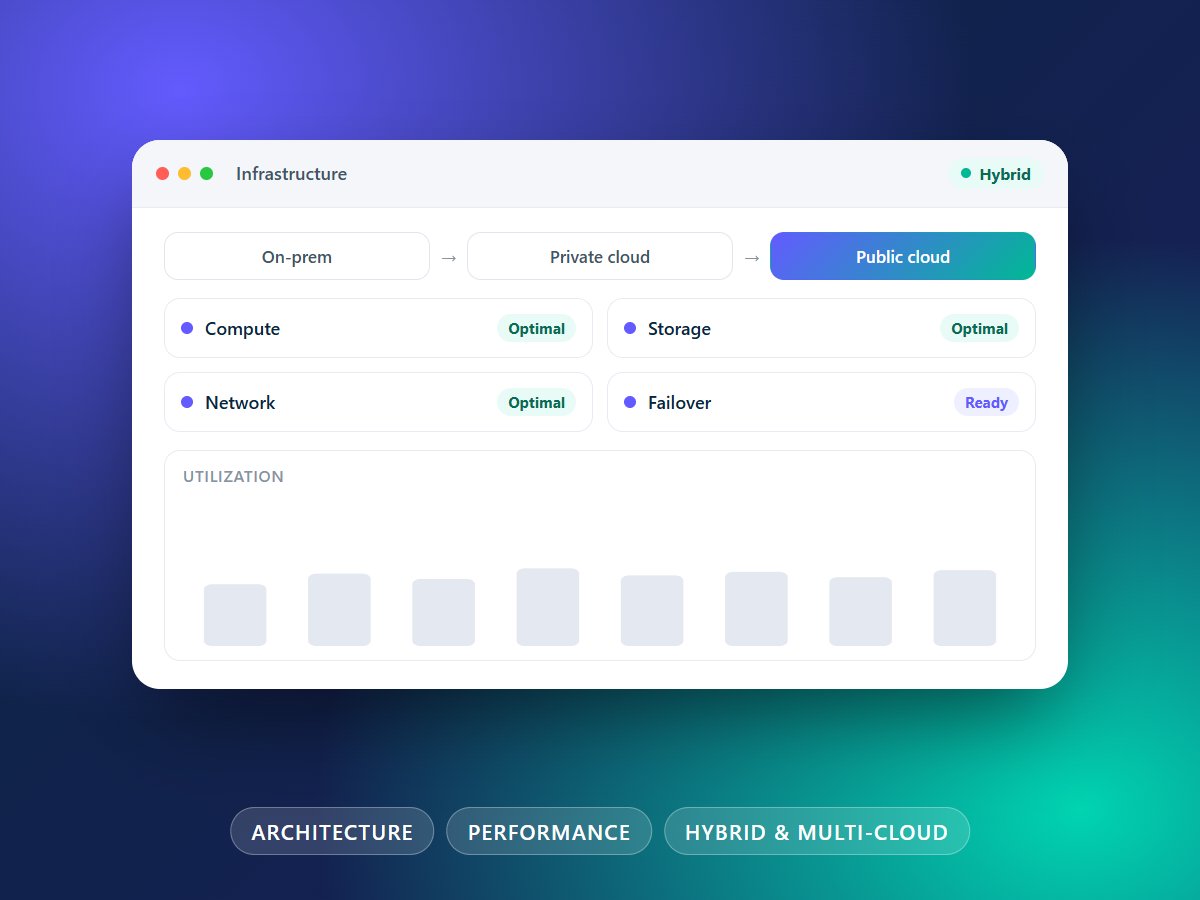 Infrastructure
Hybrid
On-prem → Private cloud → Public cloud
Compute
Optimal
Storage
Optimal
Network
Optimal
Failover
Ready
UTILIZATION
ARCHITECTURE
PERFORMANCE
HYBRID & MULTI-CLOUD